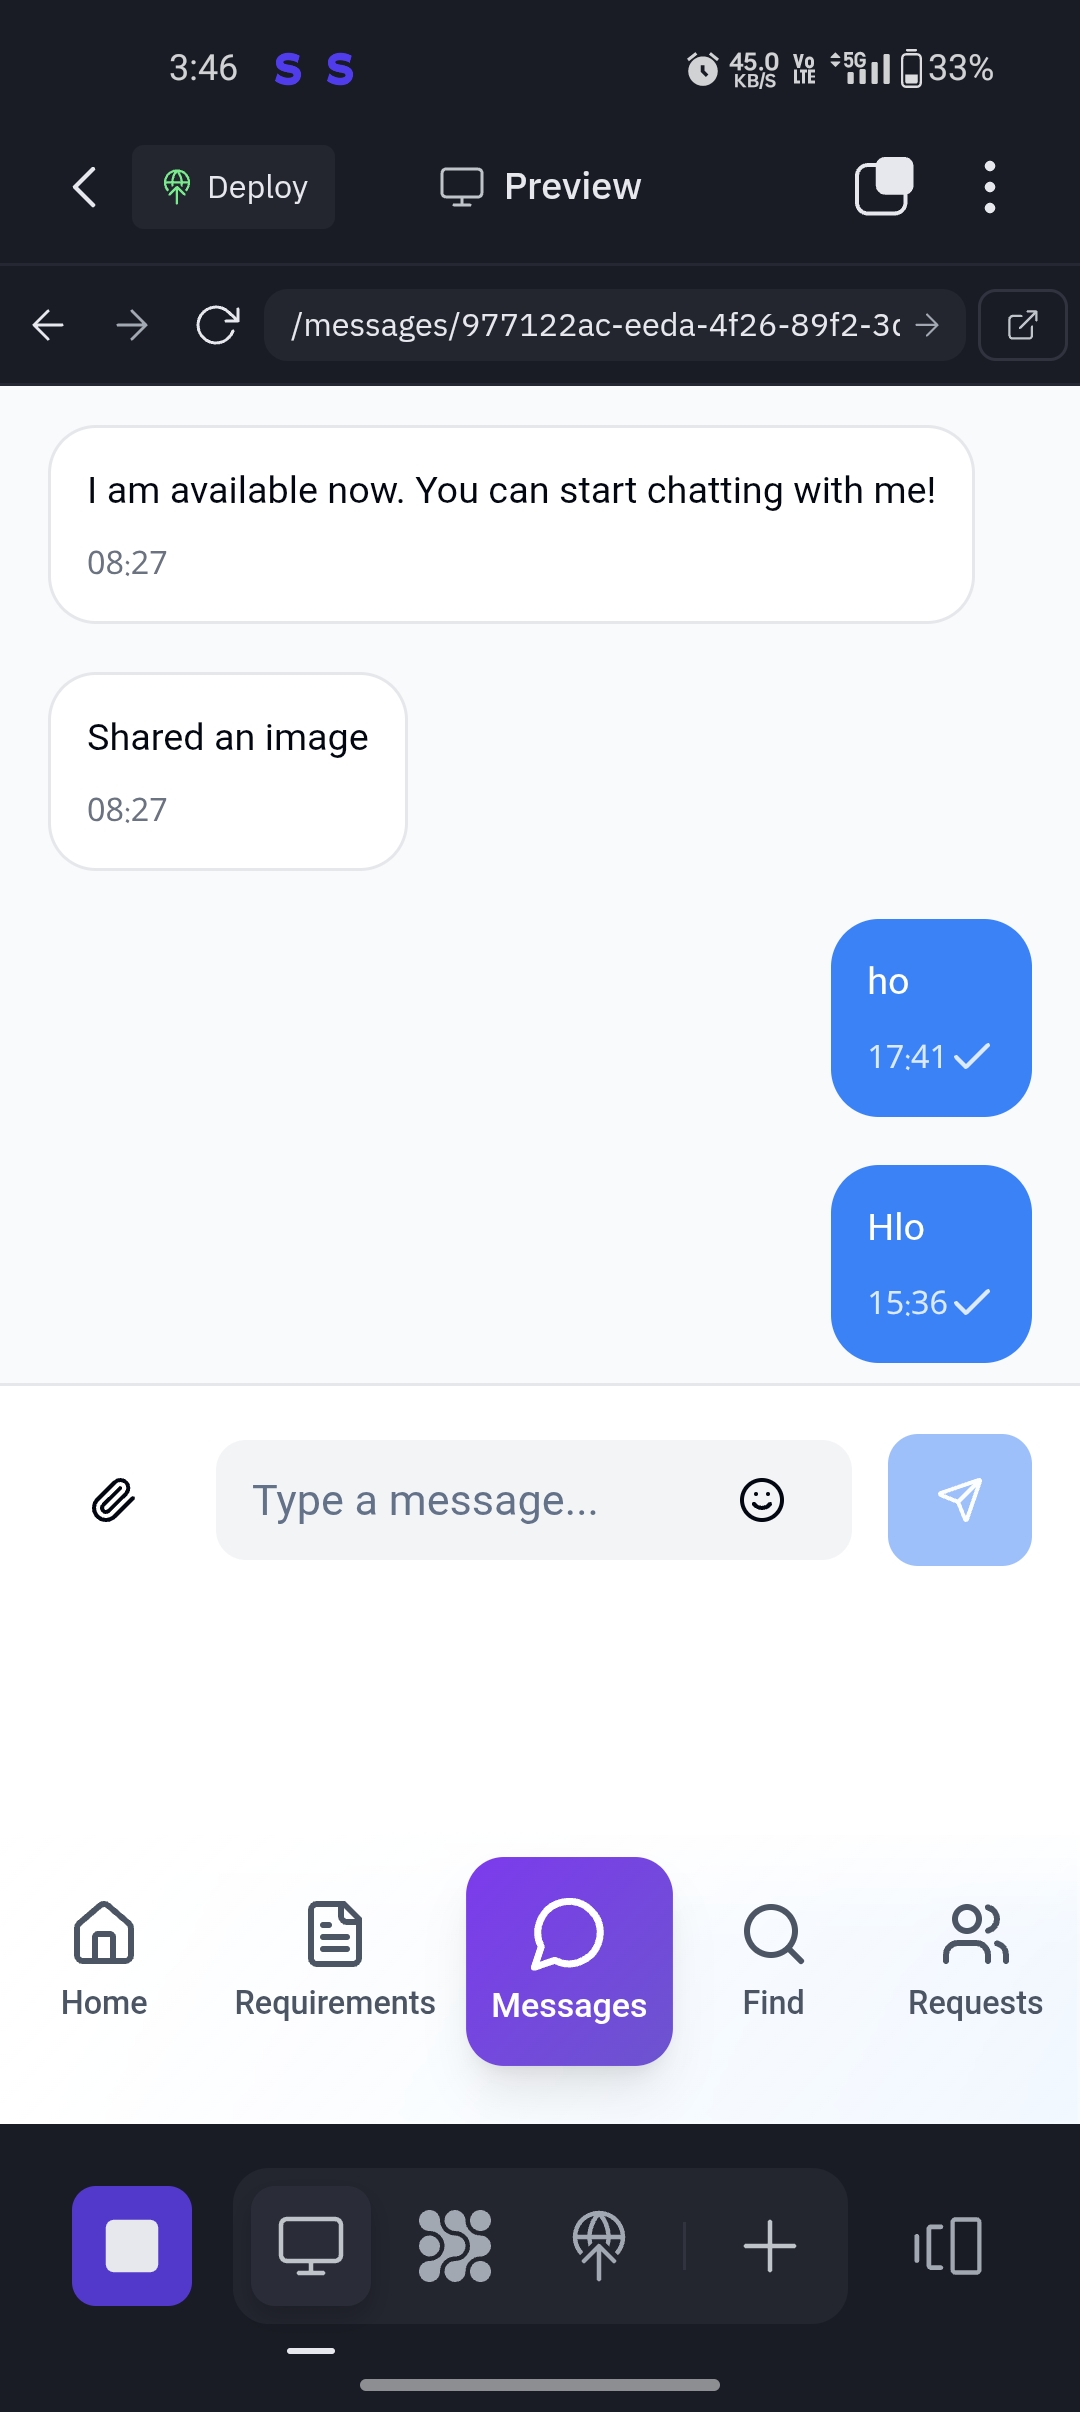 3:46 S S 45.0 KB/S Vo LTE 5G 33%
Deploy Preview
/messages/977122ac-eeda-4f26-89f2-3c
I am available now. You can start chatting with me!
08:27
Shared an image
08:27
ho
17:41
Hlo
15:36
Type a message...
Home Requirements Messages Find Requests